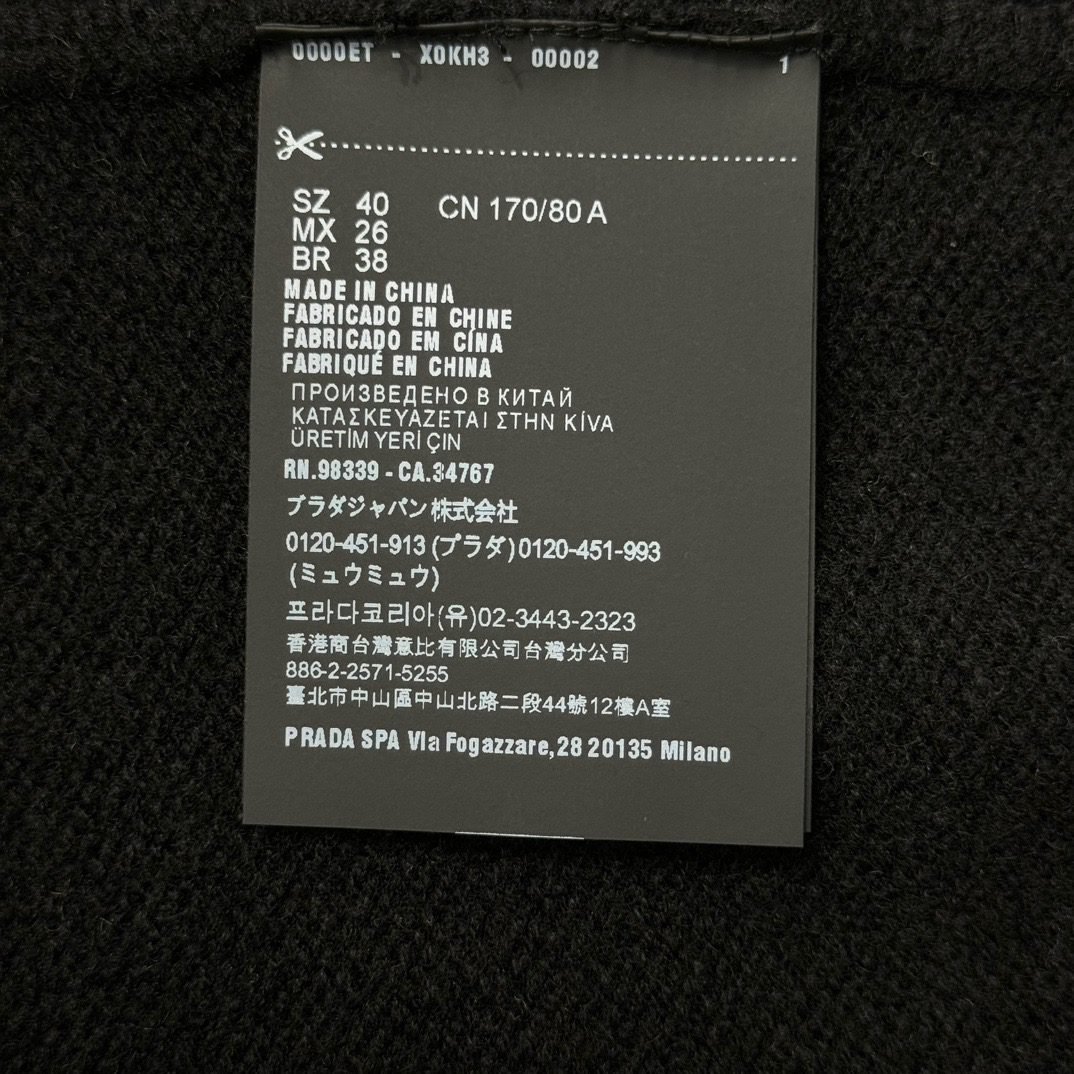 0000ET - X0KH3 - 00002 1
SZ 40 CN 170/80 A
MX 26
BR 38
MADE IN CHINA
FABRICADO EN CHINE
FABRICADO EM CÍNA
FABRIQUÉ EN CHINA
ПРОИЗВЕДЕНО В КИТАЙ
ΚΑΤΑΣΚΕΥΑΖΕΤΑΙ ΣΤΗΝ ΚÍVA
ÜRETİM YERİ ÇIN
RN.98339 - CA.34767
プラダジャパン株式会社
0120-451-913 (プラダ) 0120-451-993
(ミュウミュウ)
프라다코리아(유)02-3443-2323
香港商台灣意比有限公司台灣分公司
886-2-2571-5255
臺北市中山區中山北路二段44號12樓A室
PRADA SPA Vla Fogazzare,28 20135 Milano